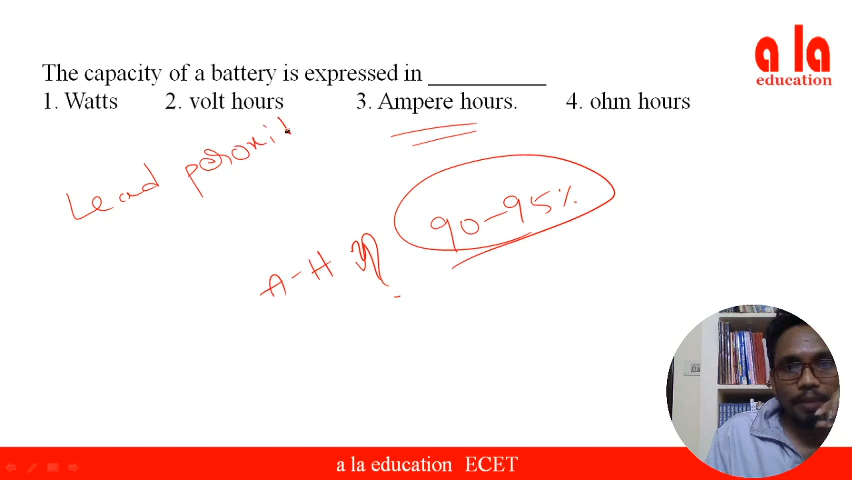 a la
education
The capacity of a battery is expressed in __________
1. Watts 2. volt hours 3. Ampere hours. 4. ohm hours
Lead peroxi
90-95%
A-H η
a la education ECET